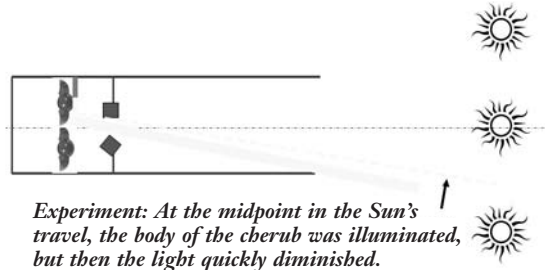 Experiment: At the midpoint in the Sun's
travel, the body of the cherub was illuminated,
but then the light quickly diminished.